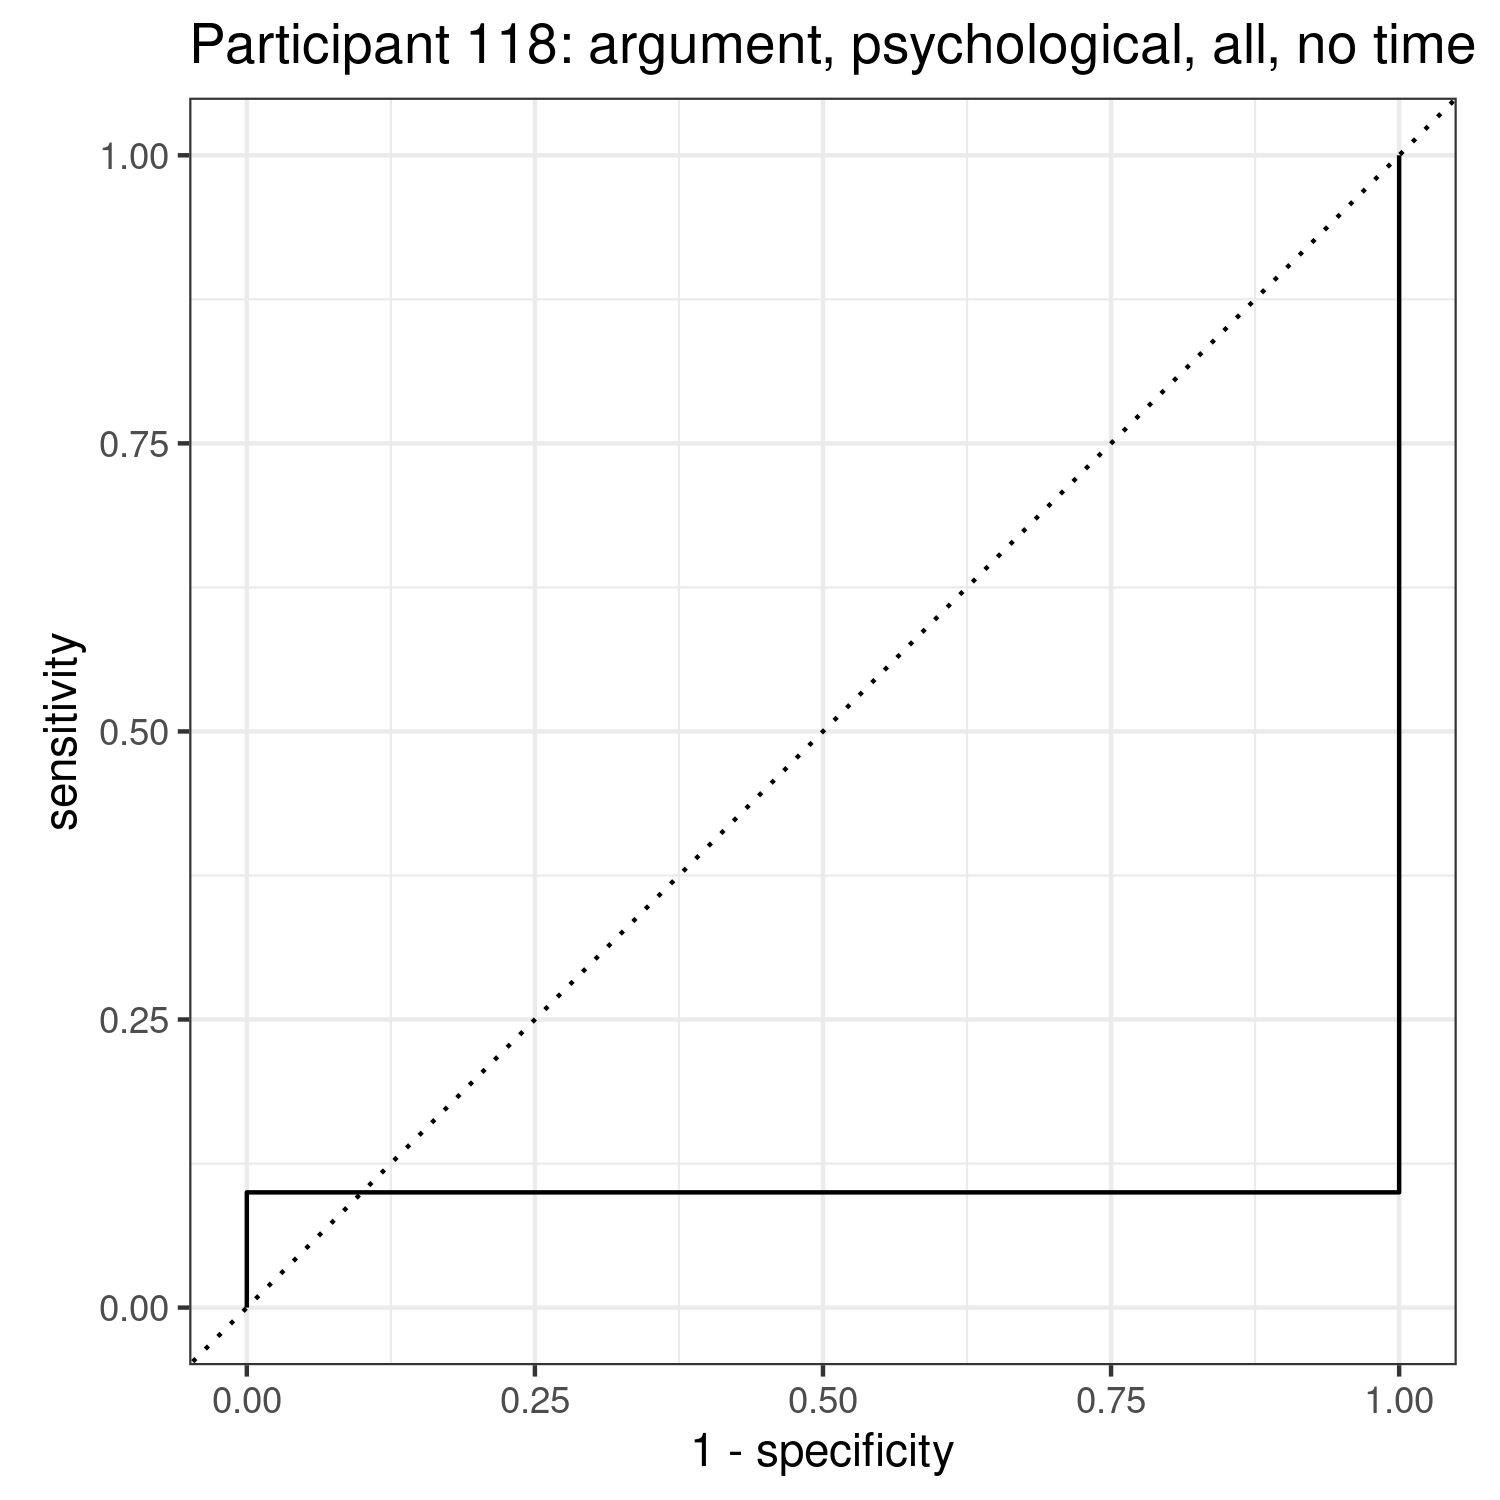 Participant 118: argument, psychological, all, no time
1.00
0.75
0.50
0.25
0.00
sensitivity
0.00 0.25 0.50 0.75 1.00
1 - specificity